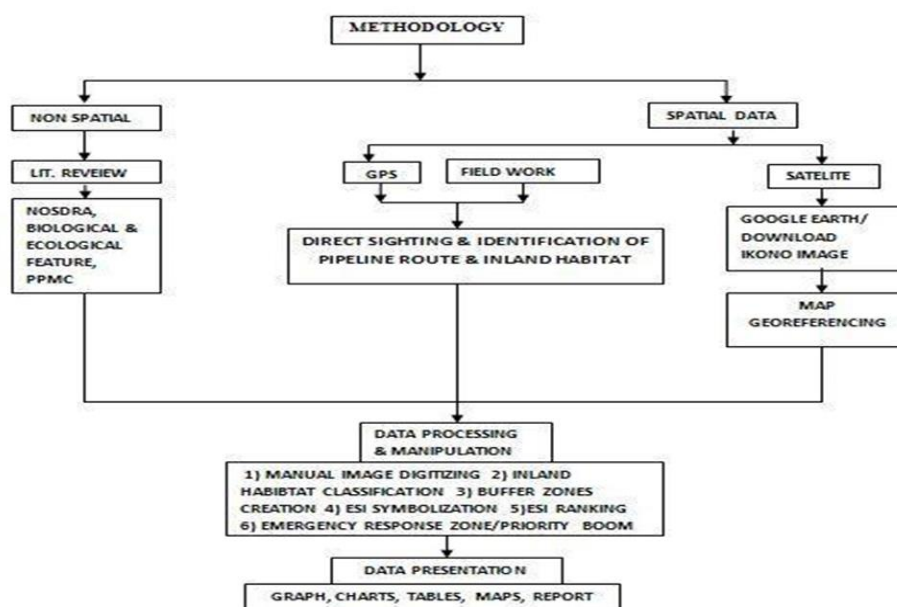 METHODOLOGY
NON SPATIAL
SPATIAL DATA
LIT. REVEIEW
GPS
FIELD WORK
SATELITE
NOSDRA,
BIOLOGICAL &
ECOLOGICAL
FEATURE,
PPMC
DIRECT SIGHTING & IDENTIFICATION OF
PIPELINE ROUTE & INLAND HABITAT
GOOGLE EARTH/
DOWNLOAD
IKONO IMAGE
MAP
GEOREFERENCING
DATA PROCESSING
& MANIPULATION
1) MANUAL IMAGE DIGITIZING 2) INLAND
HABIBTAT CLASSIFICATION 3) BUFFER ZONES
CREATION 4) ESI SYMBOLIZATION 5)ESI RANKING
6) EMERGENCY RESPONSE ZONE/PRIORITY BOOM
DATA PRESENTATION
GRAPH, CHARTS, TABLES, MAPS, REPORT